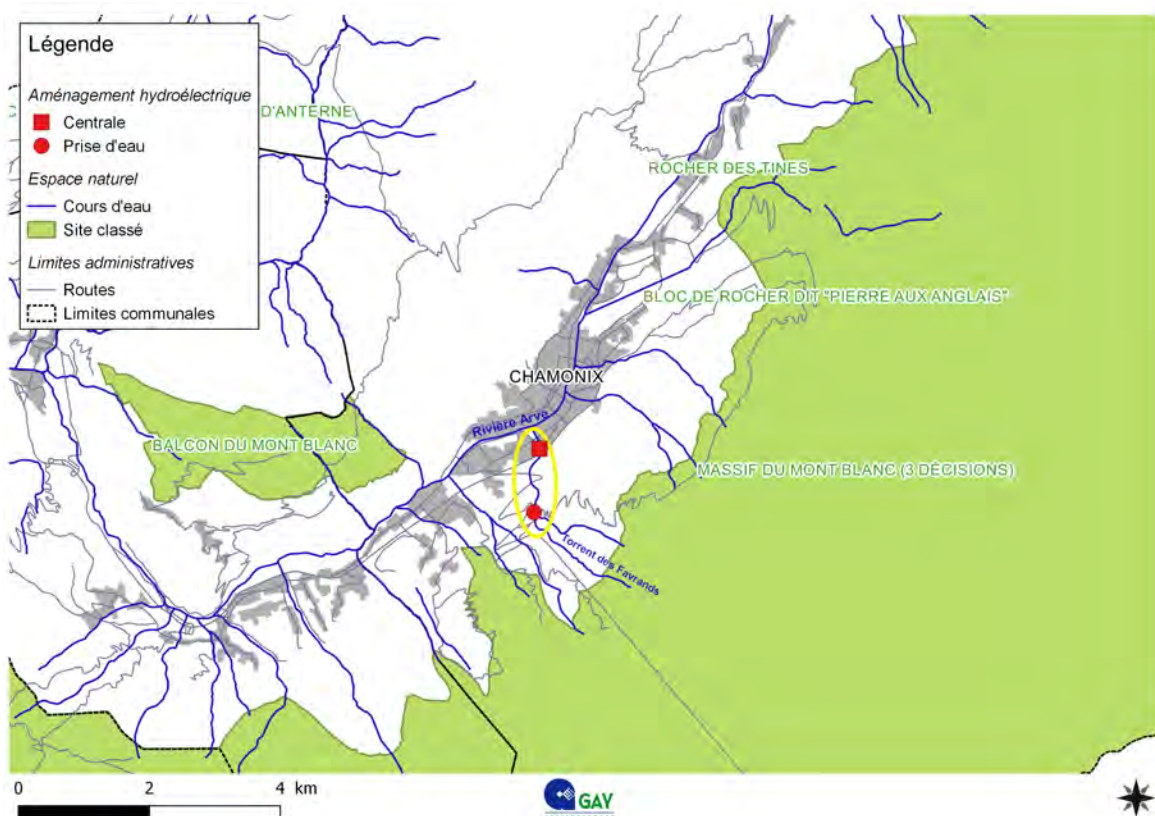 Légende
Aménagement hydroélectrique
Centrale
Prise d'eau
Espace naturel
Cours d'eau
Site classé
Limites administratives
Routes
Limites communales
D'ANTERNE
ROCHER DES TINES
BLOC DE ROCHER DIT "PIERRE AUX ANGLAIS"
CHAMONIX
Rivière Arve
BALCON DU MONT BLANC
MASSIF DU MONT BLANC (3 DÉCISIONS)
Torrent des Favrands
0 2 4 km
GAY